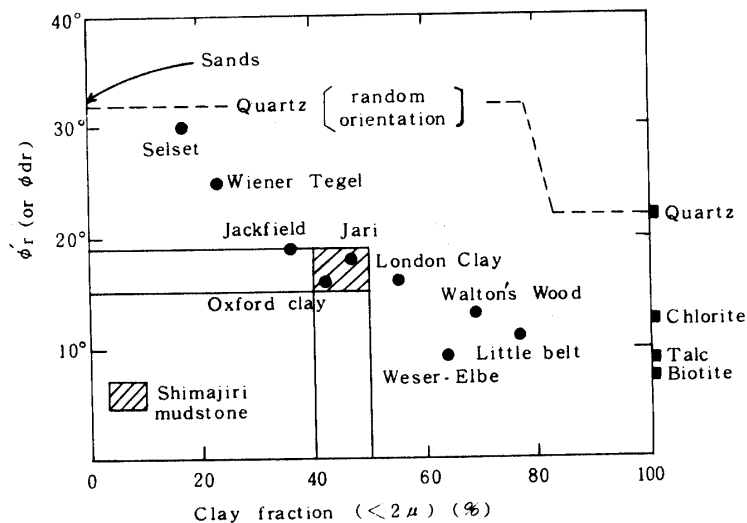 40°
Sands
Quartz (random orientation)
30°
Selset
Wiener Tegel
Quartz
Jackfield
Jari
20°
London Clay
Oxford clay
Walton's Wood
Chlorite
10°
Little belt
Talc
Weser-Elbe
Biotite
Shimajiri
mudstone
φ́r (or φdr)
0
20
40
60
80
100
Clay fraction (<2μ) (%)